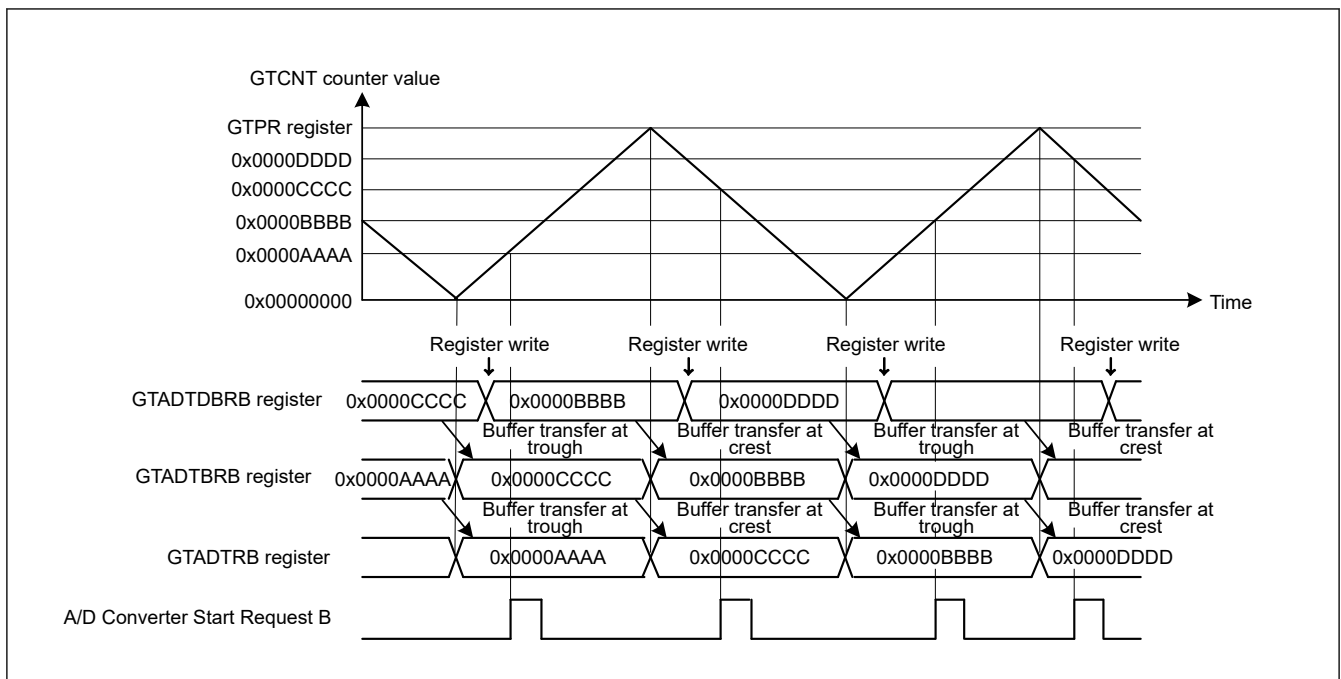 GTCNT counter value
GTPR register
0x0000DDDD
0x0000CCCC
0x0000BBBB
0x0000AAAA
0x00000000
Time
Register write Register write Register write Register write
GTADTDBRB register 0x0000CCCC 0x0000BBBB 0x0000DDDD
Buffer transfer at trough Buffer transfer at crest Buffer transfer at trough Buffer transfer at crest
GTADTBRB register 0x0000AAAA 0x0000CCCC 0x0000BBBB 0x0000DDDD
Buffer transfer at trough Buffer transfer at crest Buffer transfer at trough Buffer transfer at crest
GTADTRB register 0x0000AAAA 0x0000CCCC 0x0000BBBB 0x0000DDDD
A/D Converter Start Request B